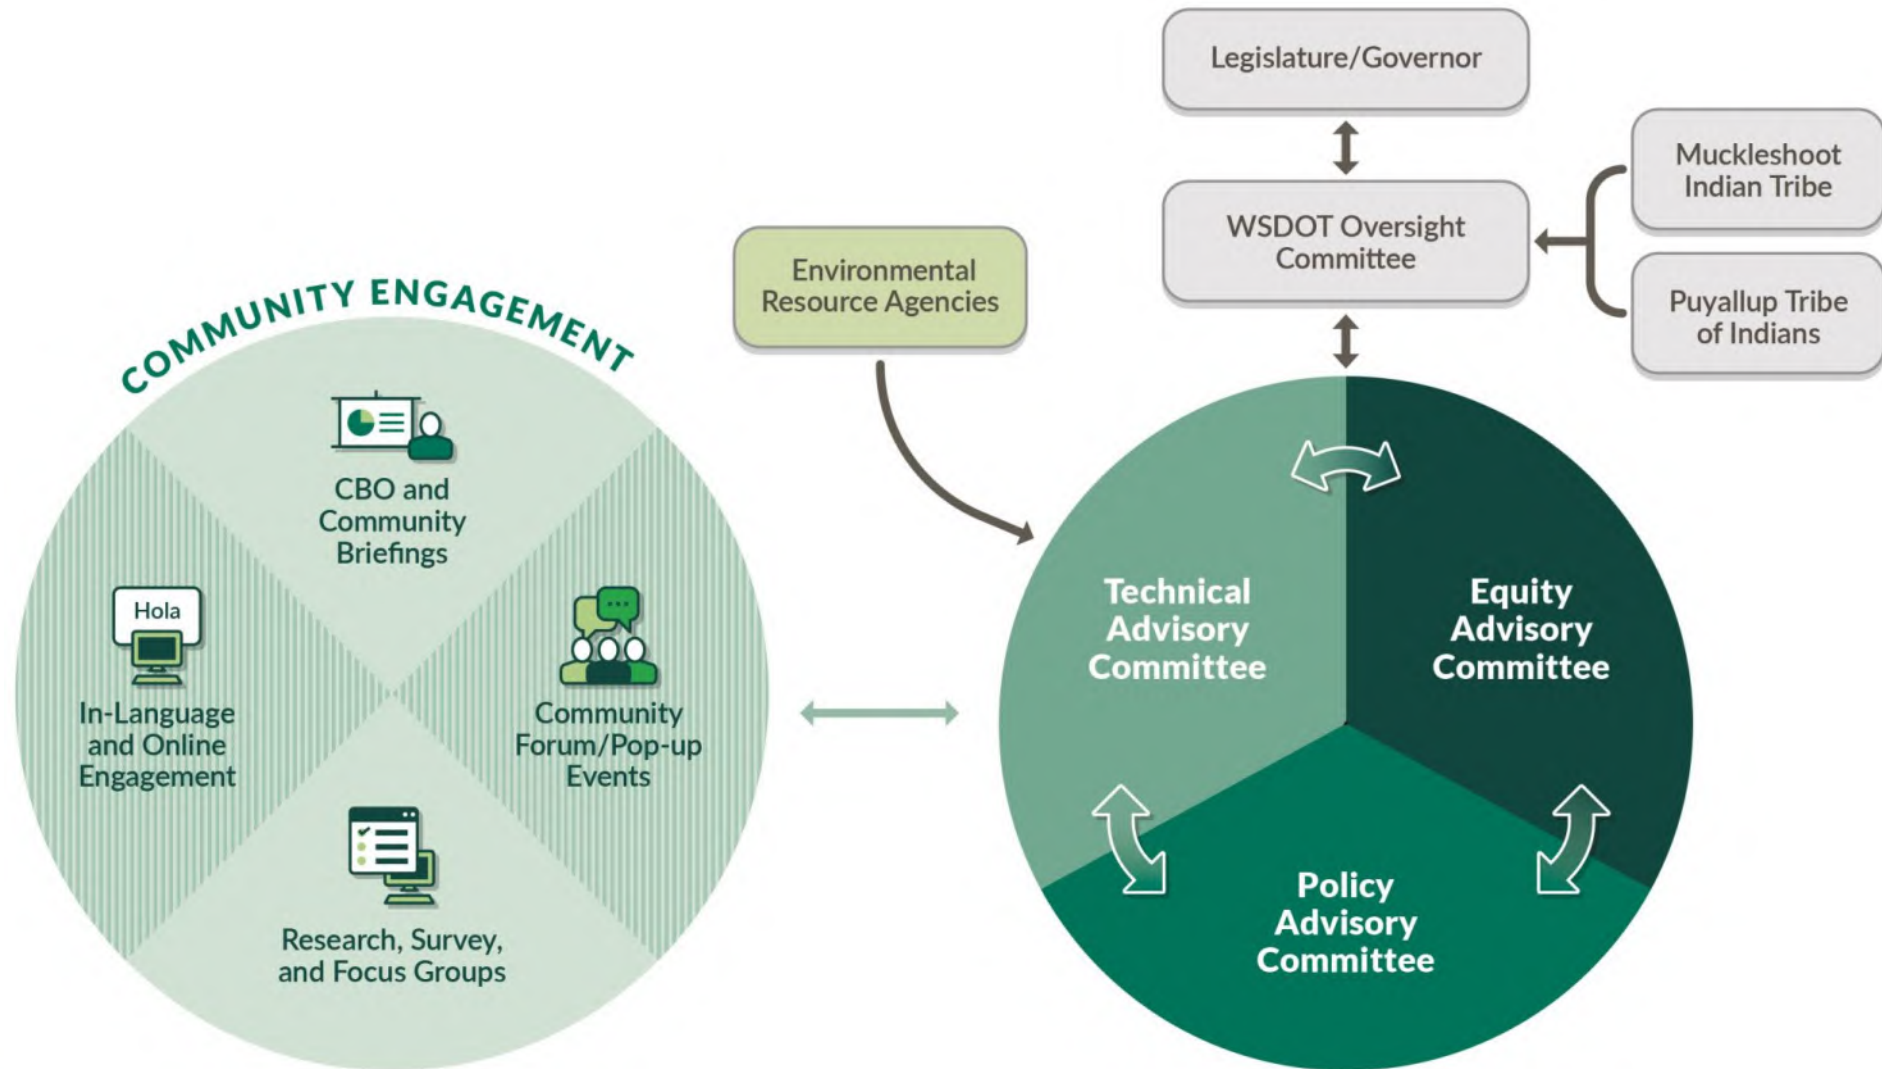 Legislature/Governor
WSDOT Oversight
Committee
Muckleshoot
Indian Tribe
Puyallup Tribe
of Indians
Environmental
Resource Agencies
COMMUNITY ENGAGEMENT
CBO and
Community
Briefings
Hola
In-Language
and Online
Engagement
Community
Forum/Pop-up
Events
Research, Survey,
and Focus Groups
Technical
Advisory
Committee
Equity
Advisory
Committee
Policy
Advisory
Committee